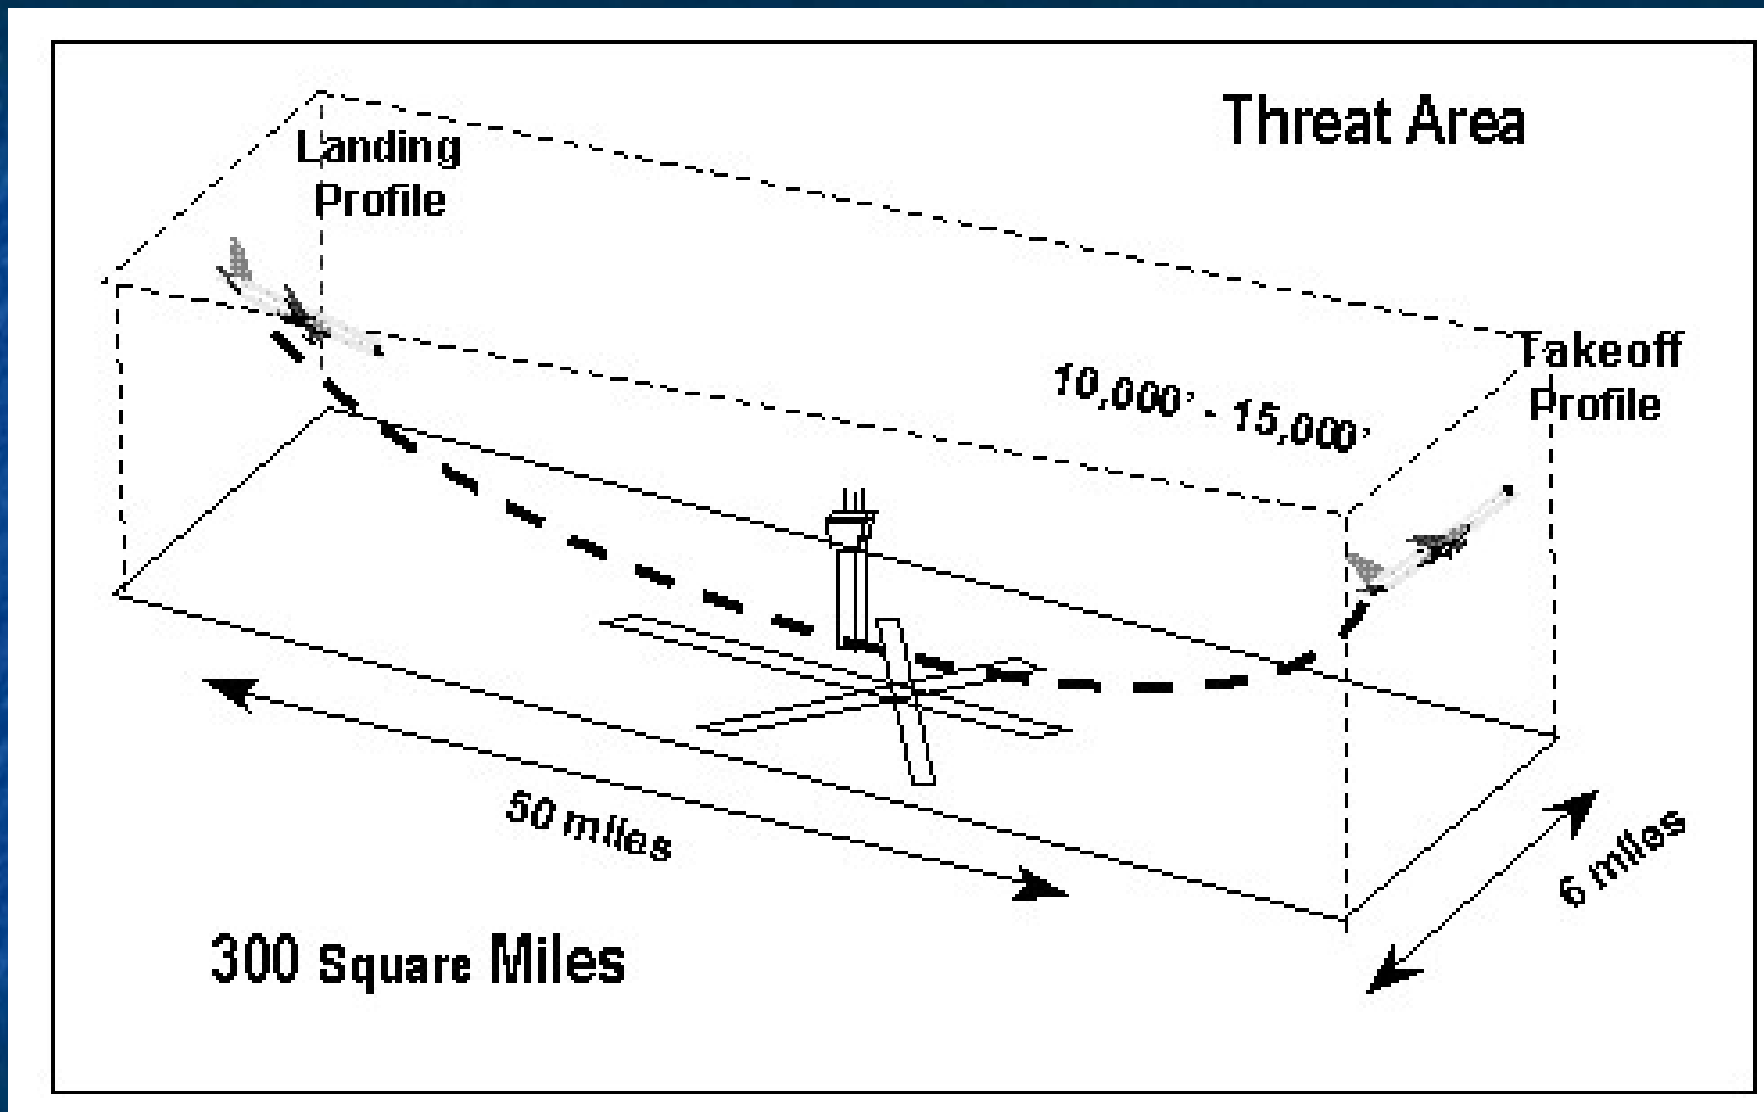 Threat Area
Landing
Profile
Takeoff
Profile
10,000' - 15,000'
50 miles
6 miles
300 Square Miles